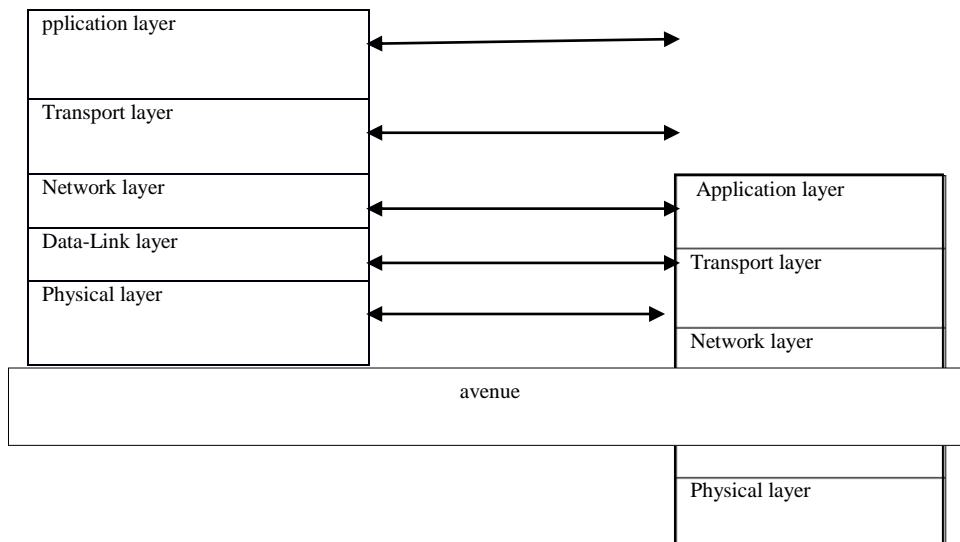 pplication layer
Transport layer
Network layer
Data-Link layer
Physical layer
Application layer
Transport layer
Network layer
avenue
Physical layer